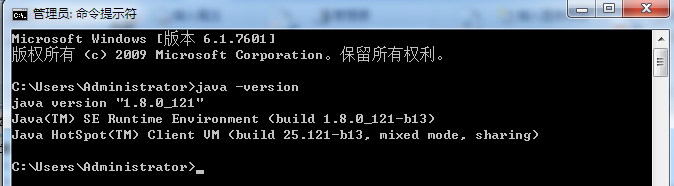 管理员: 命令提示符
Microsoft Windows [版本 6.1.7601]
版权所有 (c) 2009 Microsoft Corporation。保留所有权利。
C:\Users\Administrator>java -version
java version "1.8.0_121"
Java(TM) SE Runtime Environment (build 1.8.0_121-b13)
Java HotSpot(TM) Client VM (build 25.121-b13, mixed mode, sharing)
C:\Users\Administrator>_